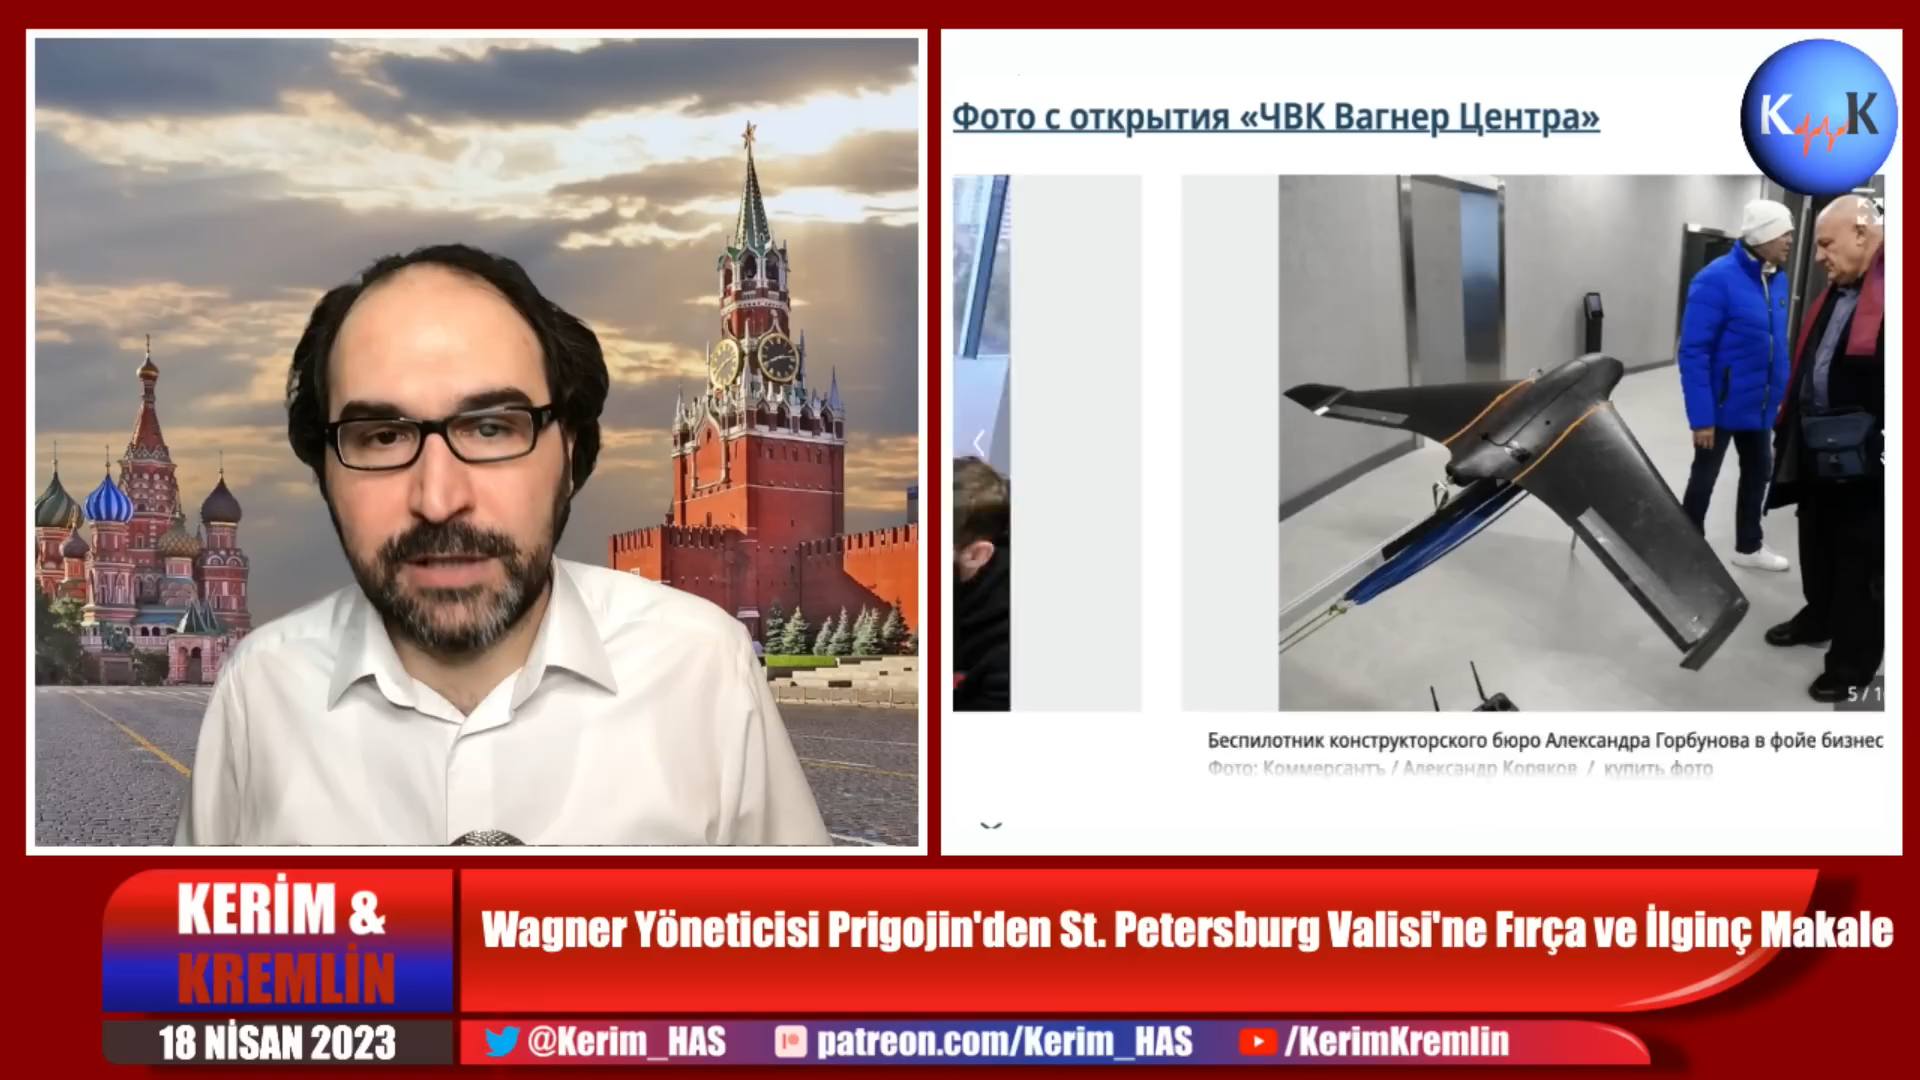 Фото с открытия «ЧВК Вагнер Центра»
K K
5 / 1
Беспилотник конструкторского бюро Александра Горбунова в фойе бизнес
Фото: Коммерсантъ / Александр Коряков / купить фото
KERİM &
KREMLİN
Wagner Yöneticisi Prigojin'den St. Petersburg Valisi'ne Fırça ve İlginç Makale
18 NİSAN 2023
@Kerim_HAS
patreon.com/Kerim_HAS
/KerimKremlin